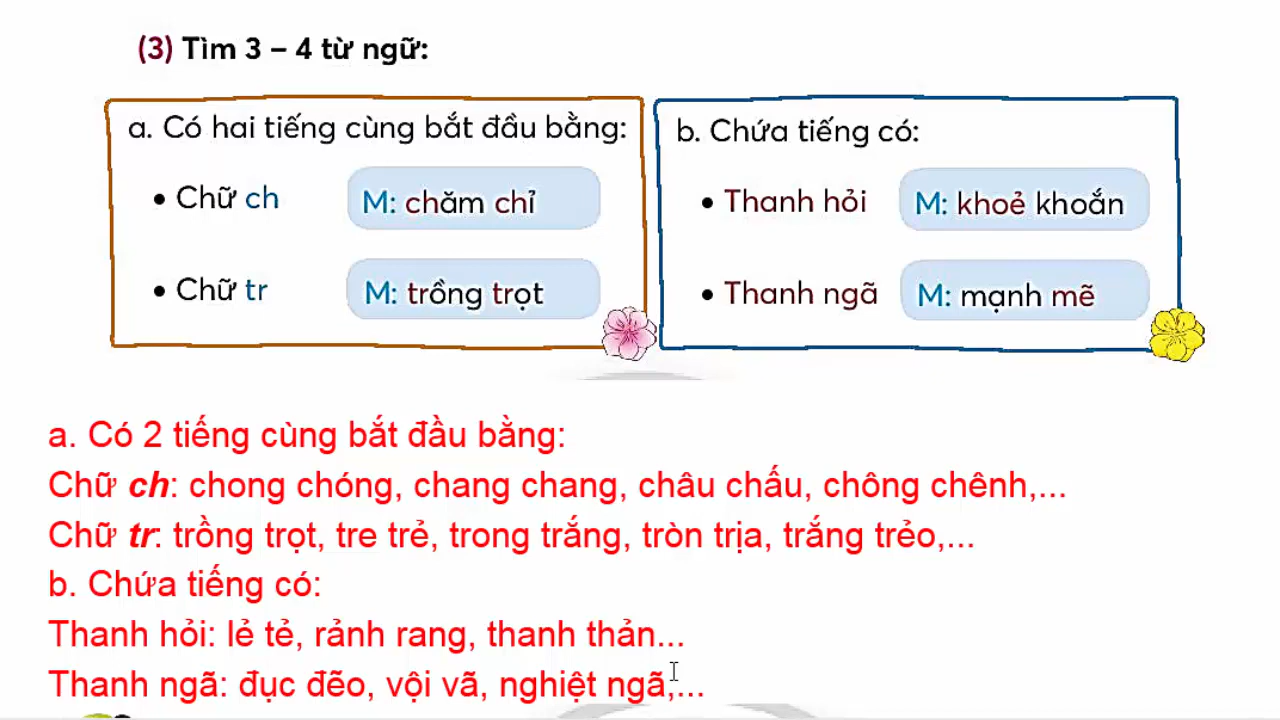 (3) Tìm 3 – 4 từ ngữ:
a. Có hai tiếng cùng bắt đầu bằng:
• Chữ ch
M: chăm chỉ
• Chữ tr
M: trồng trọt
b. Chứa tiếng có:
• Thanh hỏi
M: khoẻ khoắn
• Thanh ngã
M: mạnh mẽ
a. Có 2 tiếng cùng bắt đầu bằng:
Chữ ch: chong chóng, chang chang, châu chấu, chông chênh,...
Chữ tr: trồng trọt, tre trẻ, trong trắng, tròn trịa, trắng trẻo,...
b. Chứa tiếng có:
Thanh hỏi: lẻ tẻ, rảnh rang, thanh thản...
Thanh ngã: đục đẽo, vội vã, nghiệt ngã,...